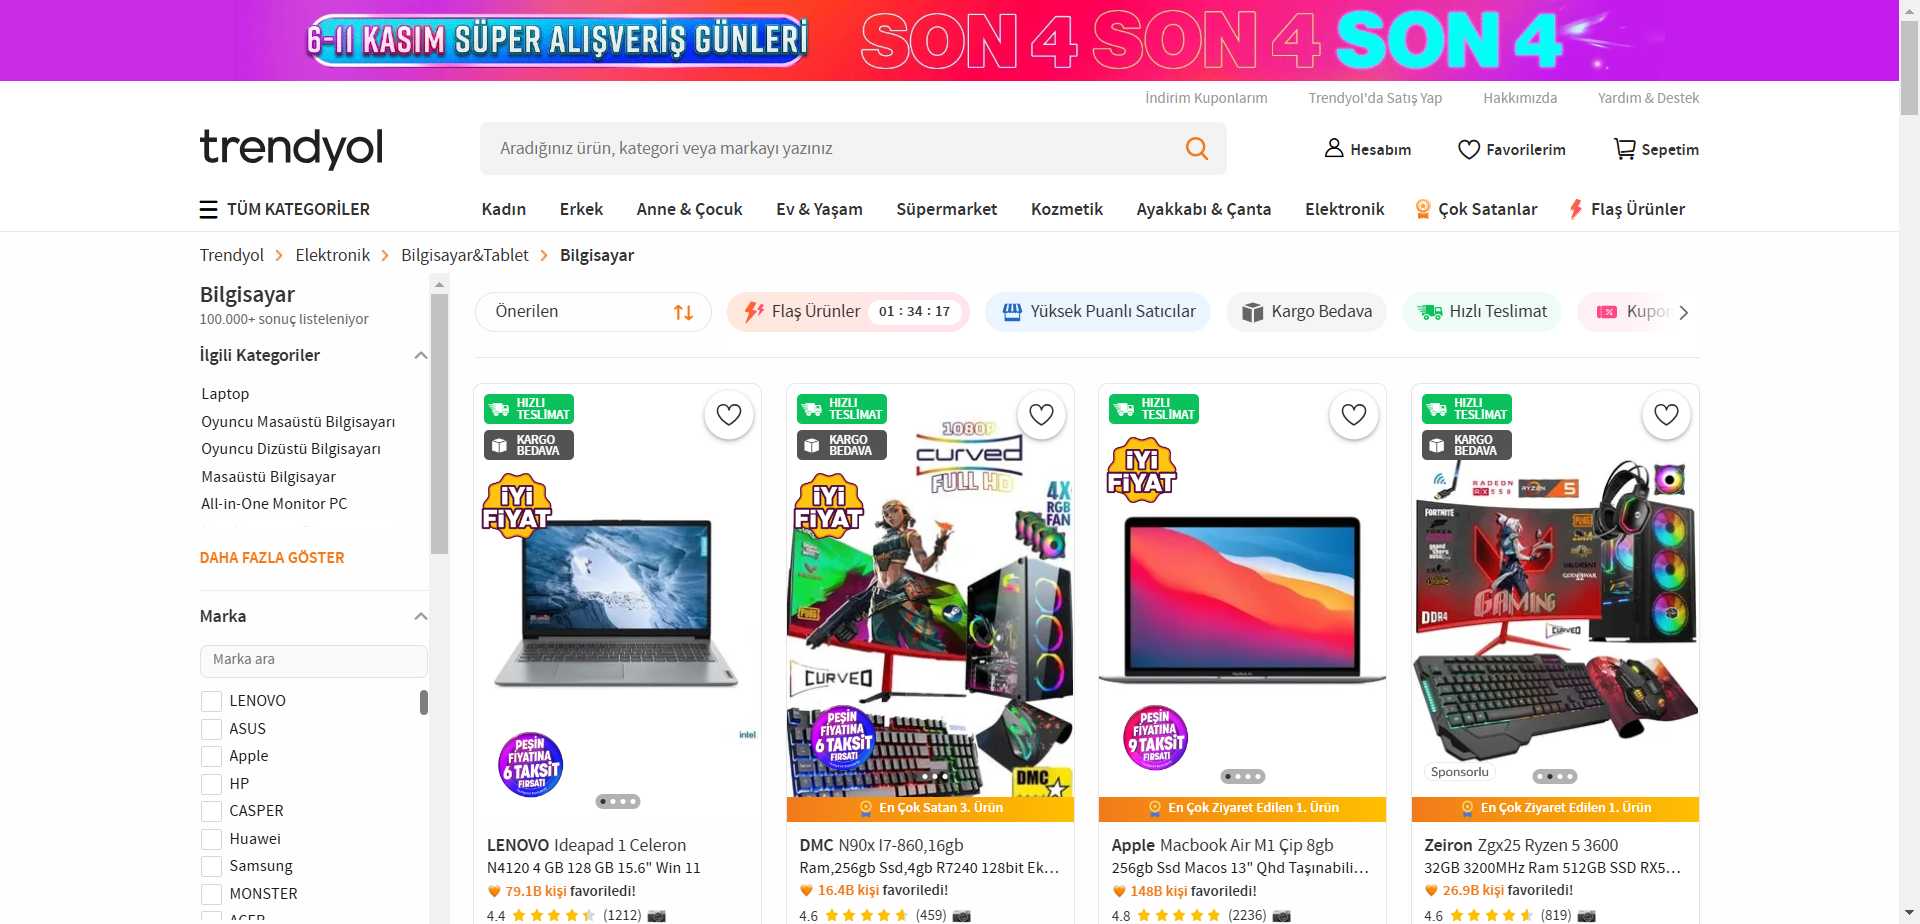 6-11 KASIM SÜPER ALIŞVERİŞ GÜNLERİ
SON 4 SON 4 SON 4
İndirim Kuponlarım Trendyol'da Satış Yap Hakkımızda Yardım & Destek
trendyol
Aradığınız ürün, kategori veya markayı yazınız
Hesabım Favorilerim Sepetim
TÜM KATEGORİLER Kadın Erkek Anne & Çocuk Ev & Yaşam Süpermarket Kozmetik Ayakkabı & Çanta Elektronik Çok Satanlar Flaş Ürünler
Trendyol Elektronik Bilgisayar&Tablet Bilgisayar
Bilgisayar
100.000+ sonuç listeleniyor
İlgili Kategoriler
Laptop
Oyuncu Masaüstü Bilgisayarı
Oyuncu Dizüstü Bilgisayarı
Masaüstü Bilgisayar
All-in-One Monitor PC
DAHA FAZLA GÖSTER
Marka
Marka ara
LENOVO
ASUS
Apple
HP
CASPER
Huawei
Samsung
MONSTER
ACER
Önerilen Flaş Ürünler 01 : 34 : 17 Yüksek Puanlı Satıcılar Kargo Bedava Hızlı Teslimat Kupon
HIZLI
TESLİMAT
KARGO
BEDAVA
İYİ
FİYAT
intel
PEŞİN
FİYATINA
6 TAKSİT
FIRSATI
LENOVO Ideapad 1 Celeron
N4120 4 GB 128 GB 15.6" Win 11
79.1B kişi favoriledi!
4.4 (1212)
HIZLI
TESLİMAT
KARGO
BEDAVA
1080P
curved
FULL HD
İYİ
FİYAT
4X
RGB
FAN
CURVED
PEŞİN
FİYATINA
6 TAKSİT
FIRSATI
DMC
En Çok Satan 3. Ürün
DMC N90x I7-860,16gb
Ram,256gb Ssd,4gb R7240 128bit Ek...
16.4B kişi favoriledi!
4.6 (459)
HIZLI
TESLİMAT
İYİ
FİYAT
PEŞİN
FİYATINA
9 TAKSİT
FIRSATI
En Çok Ziyaret Edilen 1. Ürün
Apple Macbook Air M1 Çip 8gb
256gb Ssd Macos 13" Qhd Taşınabili...
148B kişi favoriledi!
4.8 (2236)
HIZLI
TESLİMAT
KARGO
BEDAVA
RADEON
RX 550
RYZEN 5
FORTNITE
PUBG
VALORANT
GOD OF WAR
GAMING
DDR4
CURVED
Sponsorlu
En Çok Ziyaret Edilen 1. Ürün
Zeiron Zgx25 Ryzen 5 3600
32GB 3200MHz Ram 512GB SSD RX5...
26.9B kişi favoriledi!
4.6 (819)